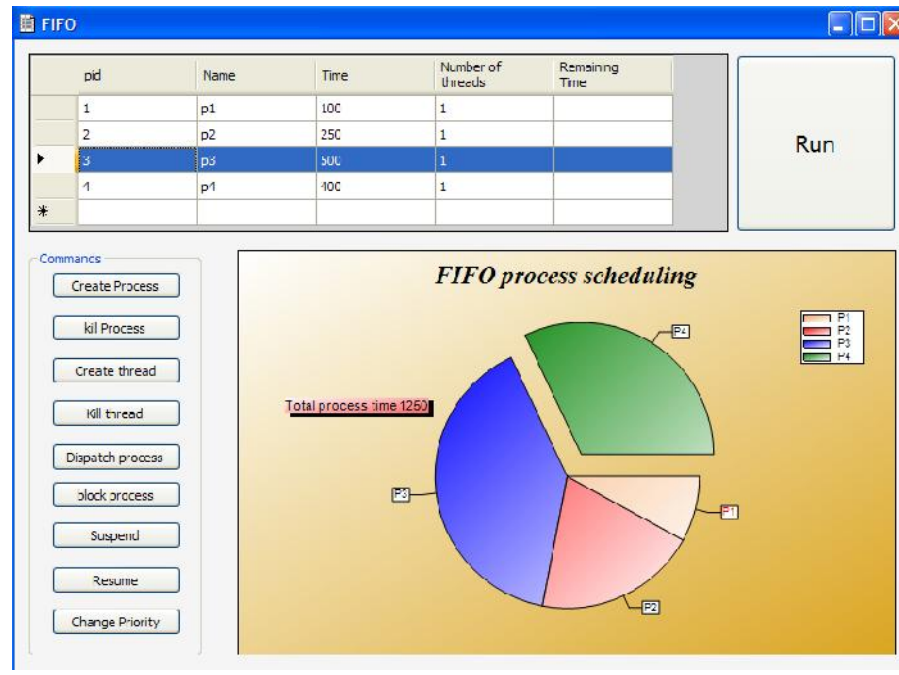 FIFO
pid Name Time Number of threads Remaining Time
1 p1 100 1
2 p2 250 1
3 p3 500 1
4 p4 400 1
Run
Commancs
Create Process
kil Process
Create thread
Kill thread
Dispatch process
block process
Suspend
Resume
Change Priority
FIFO process scheduling
P1
P2
P3
P4
P4
Total process time 1250
P3
P1
P2